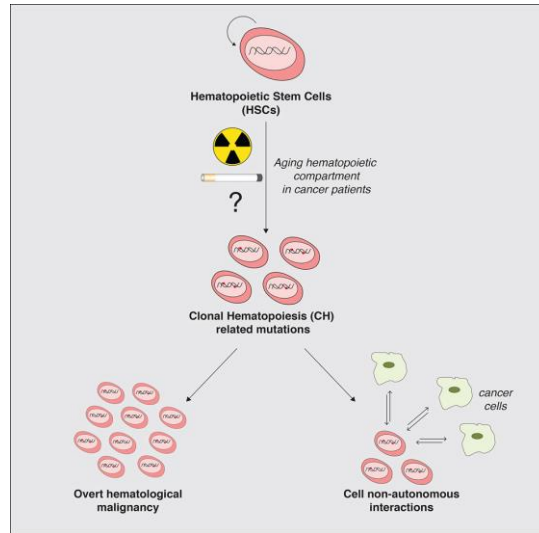 Hematopoietic Stem Cells
(HSCs)
Aging hematopoietic
compartment
in cancer patients
?
Clonal Hematopoiesis (CH)
related mutations
cancer
cells
Overt hematological
malignancy
Cell non-autonomous
interactions